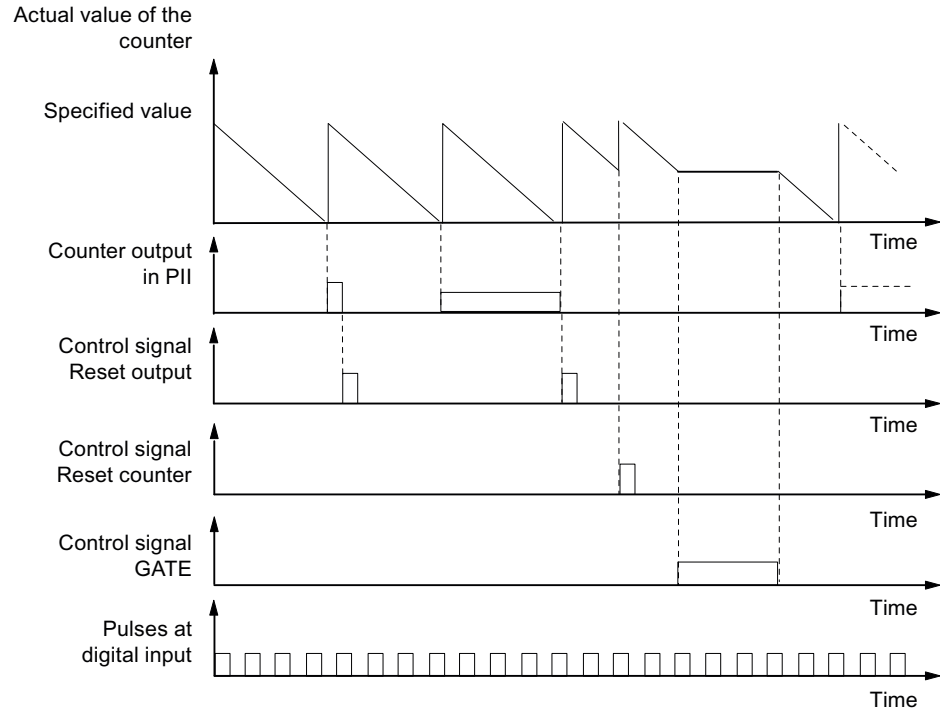 Actual value of the
counter
Specified value
Time
Counter output
in PII
Time
Control signal
Reset output
Time
Control signal
Reset counter
Time
Control signal
GATE
Time
Pulses at
digital input
Time